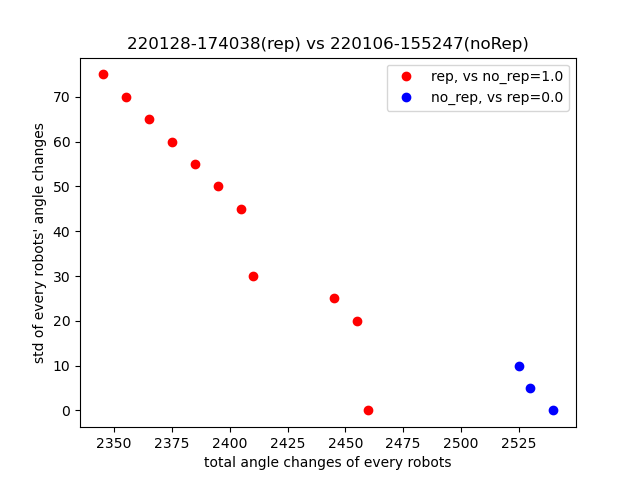 220128-174038(rep) vs 220106-155247(noRep)
rep, vs no_rep=1.0
no_rep, vs rep=0.0
std of every robots' angle changes
70
60
50
40
30
20
10
0
2350 2375 2400 2425 2450 2475 2500 2525
total angle changes of every robots